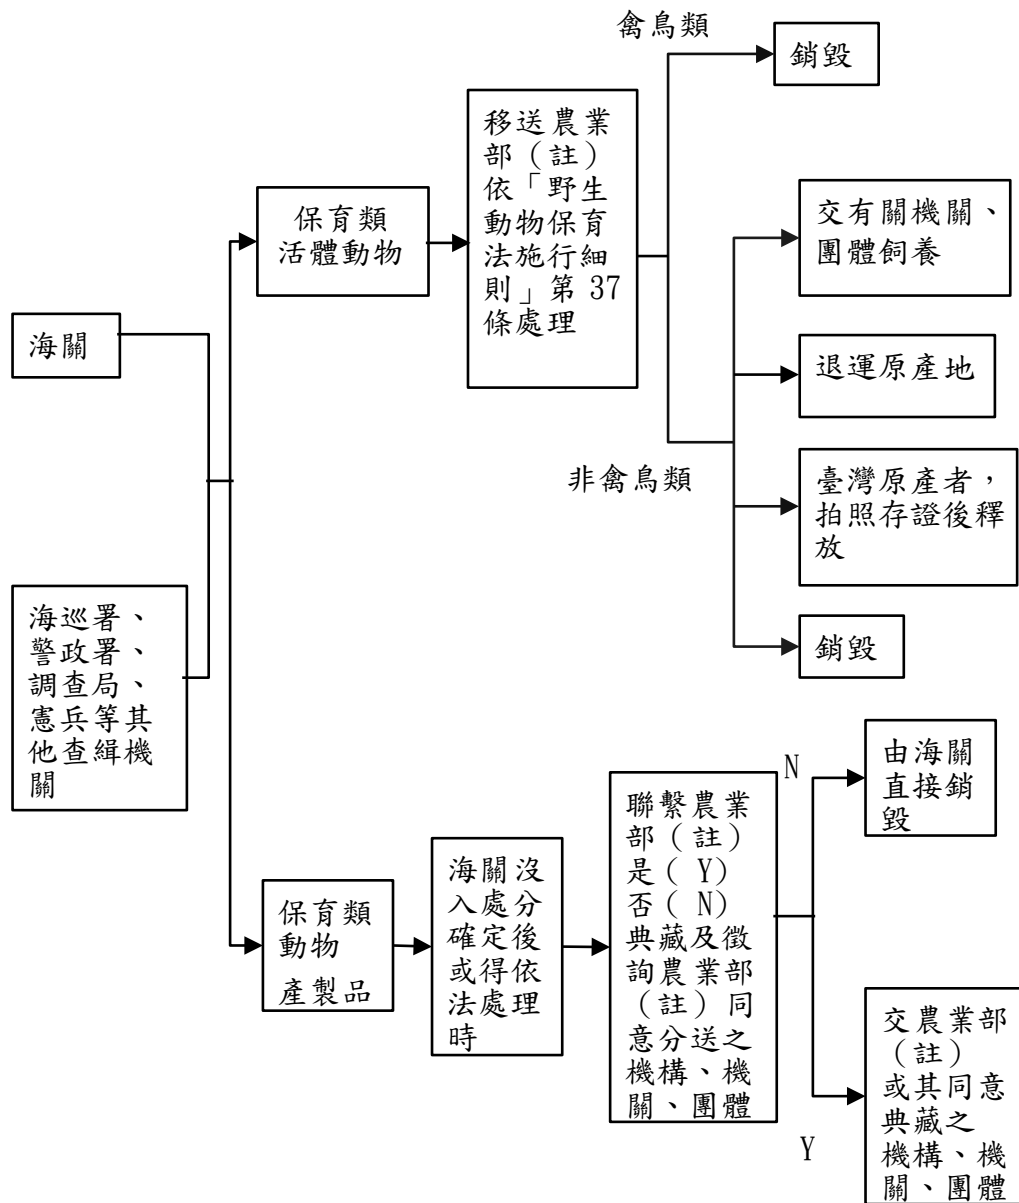 禽鳥類
銷毀
移送農業
部（註）
依「野生
動物保育
法施行細
則」第 37
條處理
保育類
活體動物
交有關機關、
團體飼養
海關
退運原產地
非禽鳥類
臺灣原產者，
拍照存證後釋
放
銷毀
海巡署、
警政署、
調查局、
憲兵等其
他查緝機
關
保育類
動物
產製品
海關沒
入處分
確定後
或得依
法處理
時
聯繫農業
部（註）
是（ Y）
否（ N）
典藏及徵
詢農業部
（註）同
意分送之
機構、機
關、團體
N
由海關
直接銷
毀
Y
交農業部
（註）
或其同意
典藏之
機構、機
關、團體